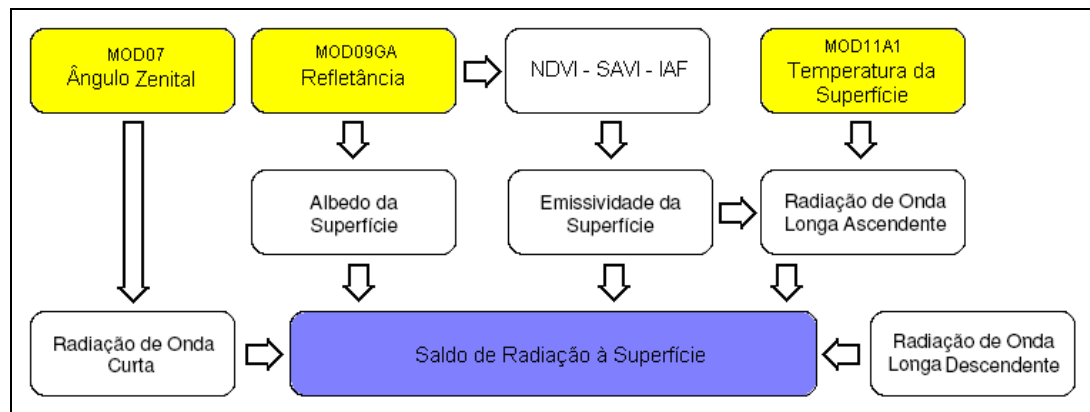 MOD07
Ângulo Zenital
MOD09GA
Refletância
NDVI - SAVI - IAF
MOD11A1
Temperatura da
Superfície
Albedo da
Superfície
Emissividade da
Superfície
Radiação de Onda
Longa Ascendente
Radiação de Onda
Curta
Saldo de Radiação à Superfície
Radiação de Onda
Longa Descendente